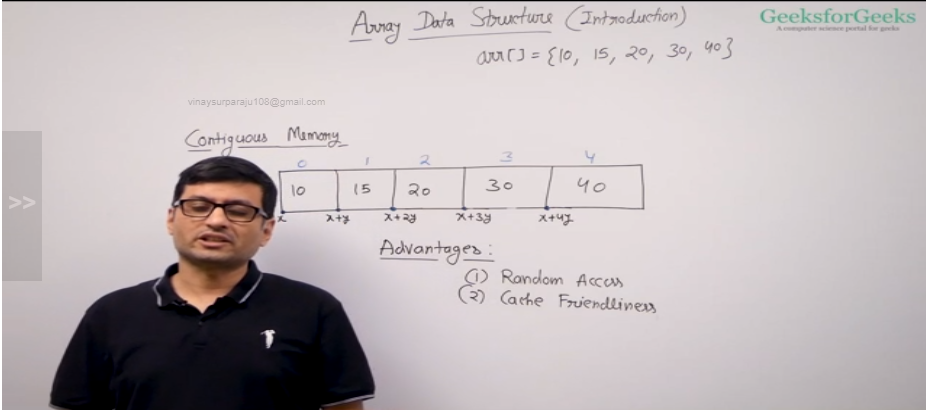 Array Data Structure (Introduction)
GeeksforGeeks
A computer science portal for geeks
arr[] = {10, 15, 20, 30, 40}
vinaysurparaju108@gmail.com
Contiguous Memory
0 1 2 3 4
10 15 20 30 40
x x+y x+2y x+3y x+4y
>>
Advantages:
(1) Random Access
(2) Cache Friendliness